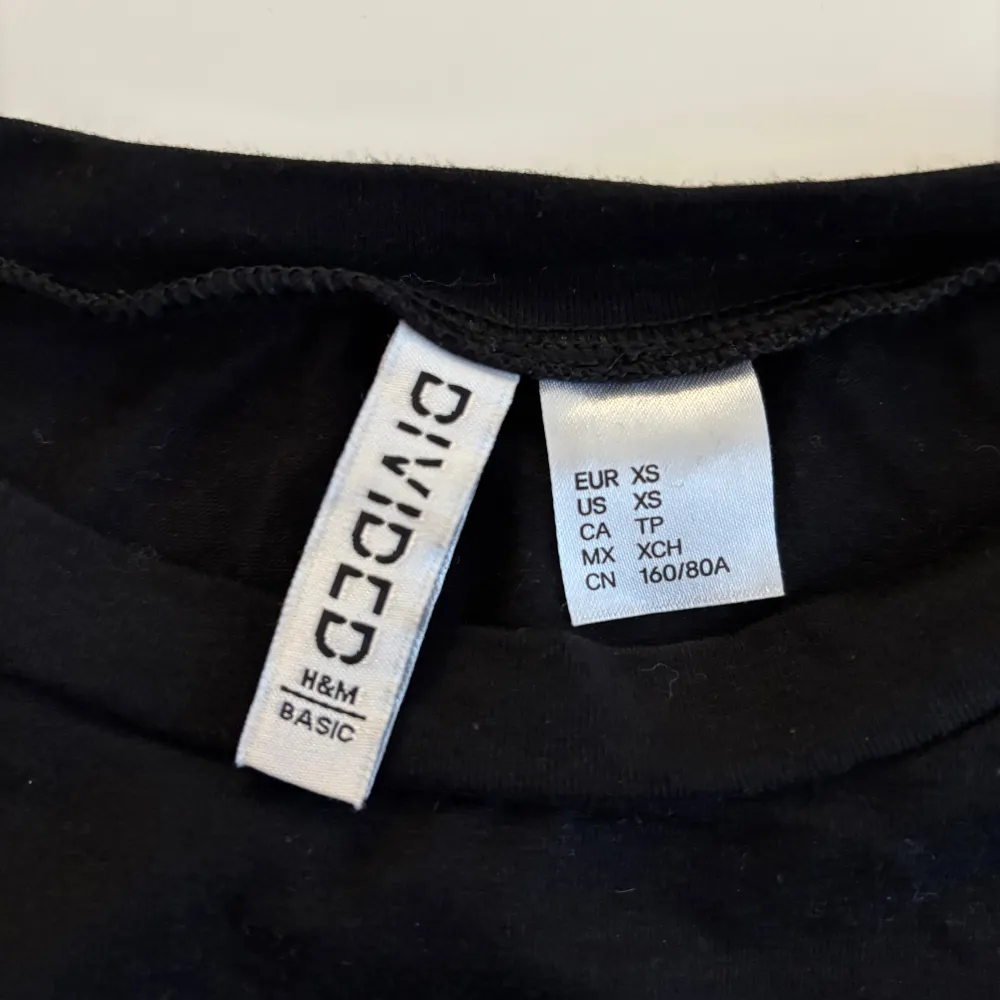 DIVIDED
H&M
BASIC
EUR XS
US XS
CA TP
MX XCH
CN 160/80A